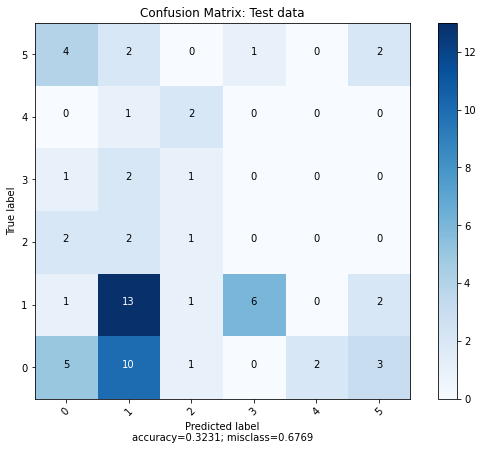 Confusion Matrix: Test data
5 4 2 0 1 0 2
4 0 1 2 0 0 0
3 1 2 1 0 0 0
2 2 2 1 0 0 0
1 1 13 1 6 0 2
0 5 10 1 0 2 3
0 1 2 3 4 5
True label
Predicted label
accuracy=0.3231; misclass=0.6769
12
10
8
6
4
2
0